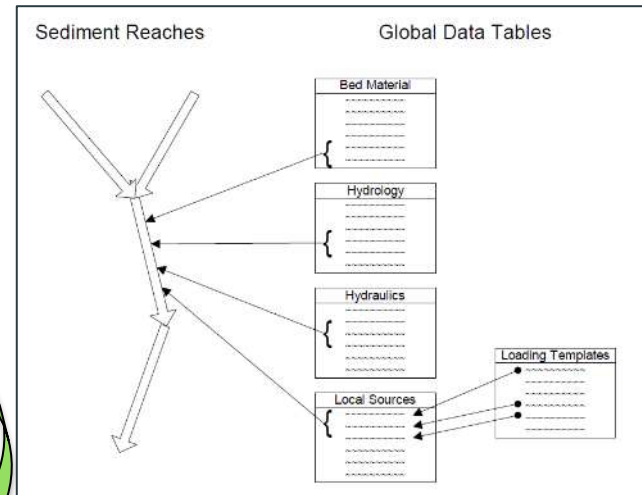 Sediment Reaches
Global Data Tables
Bed Material
Hydrology
Hydraulics
Local Sources
Loading Templates